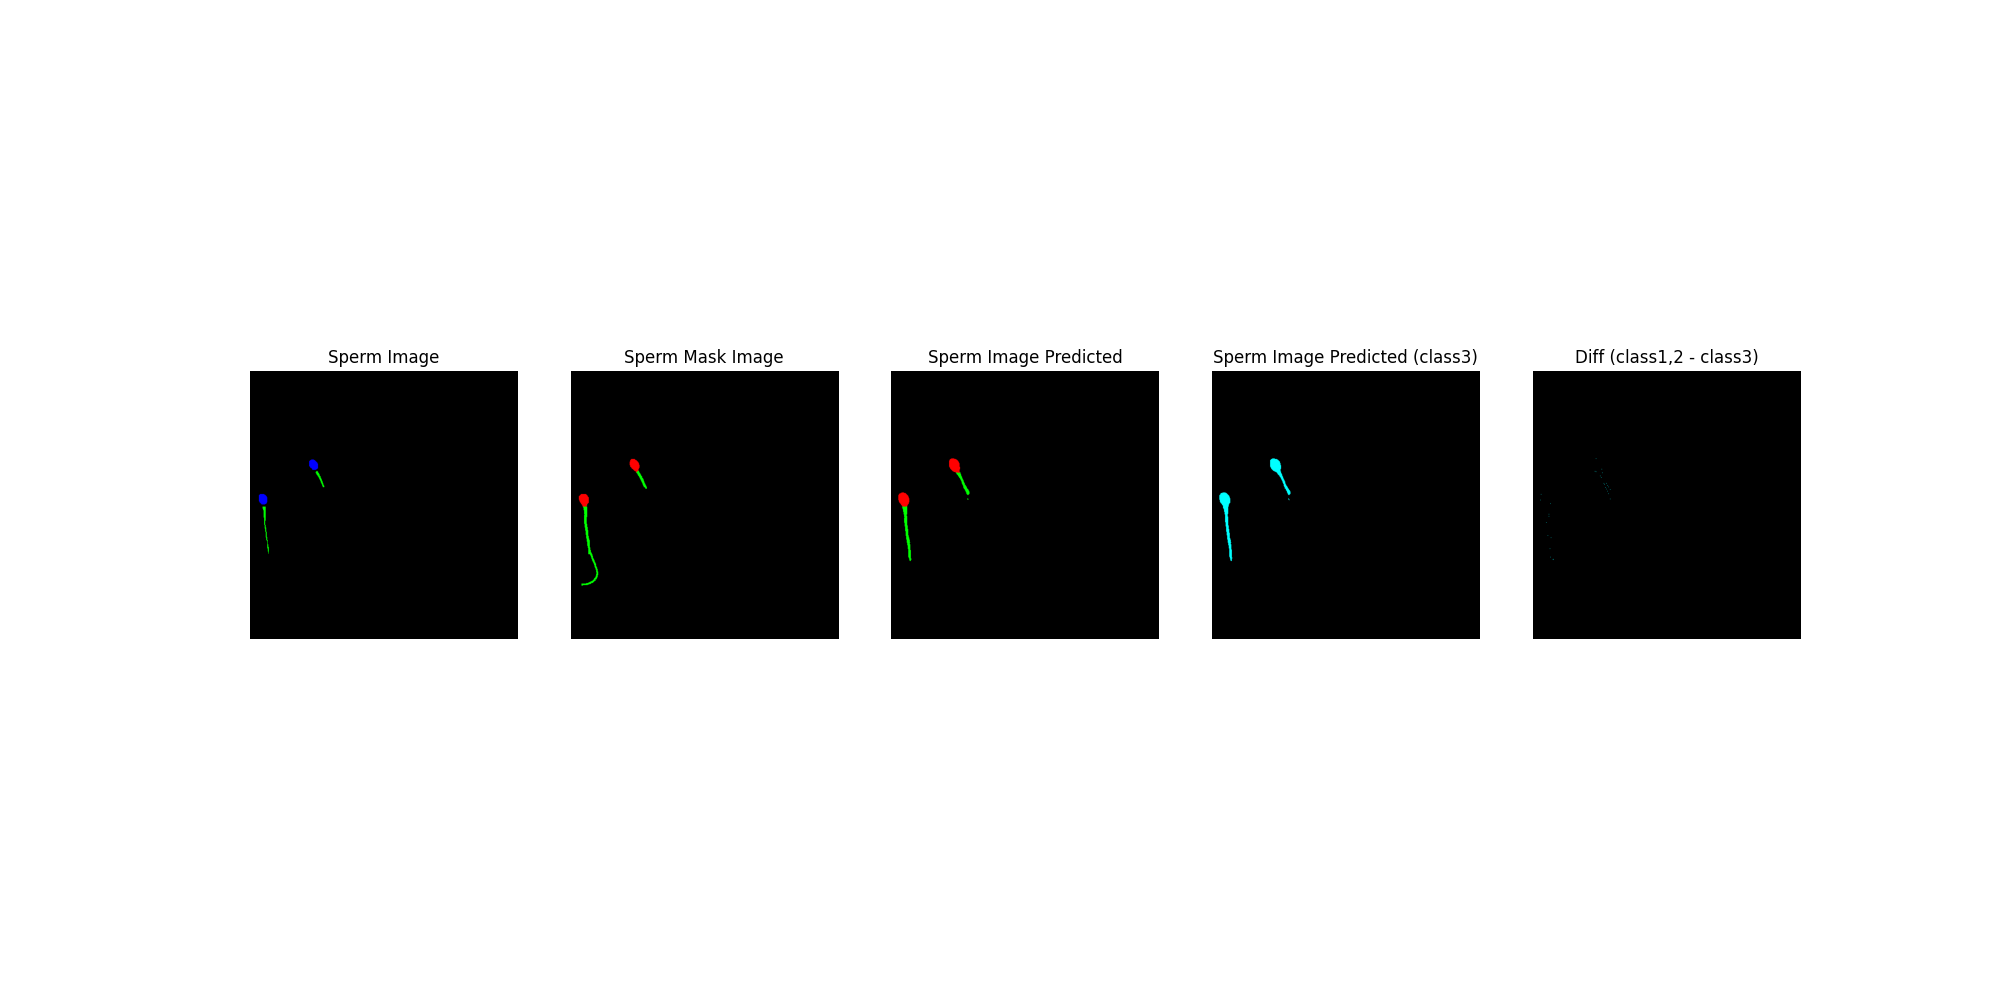 Sperm Image
Sperm Mask Image
Sperm Image Predicted
Sperm Image Predicted (class3)
Diff (class1,2 - class3)